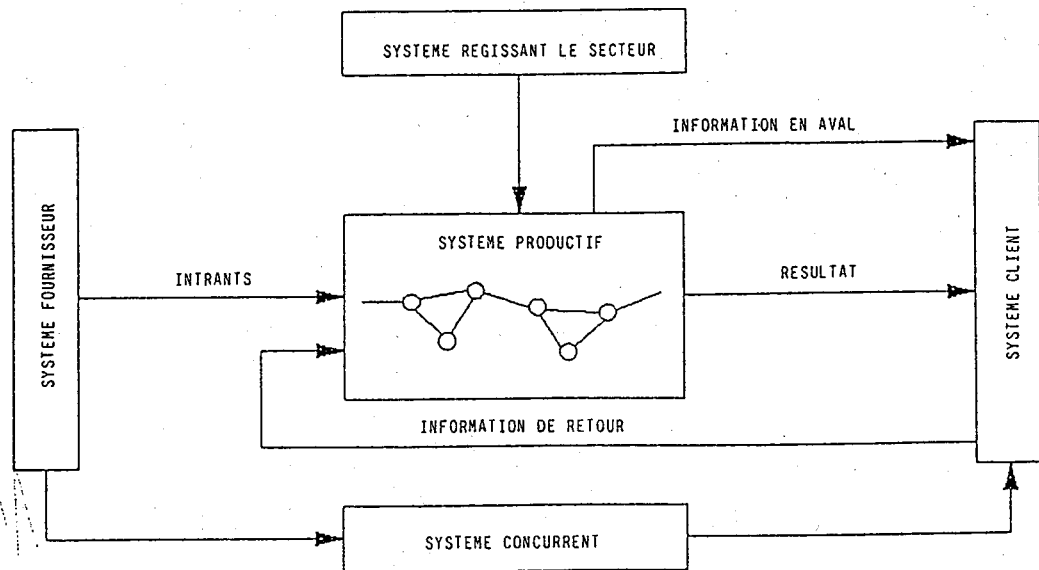 SYSTEME REGISSANT LE SECTEUR
INFORMATION EN AVAL
SYSTEME FOURNISSEUR
SYSTEME PRODUCTIF
INTRANTS
RESULTAT
SYSTEME CLIENT
INFORMATION DE RETOUR
SYSTEME CONCURRENT